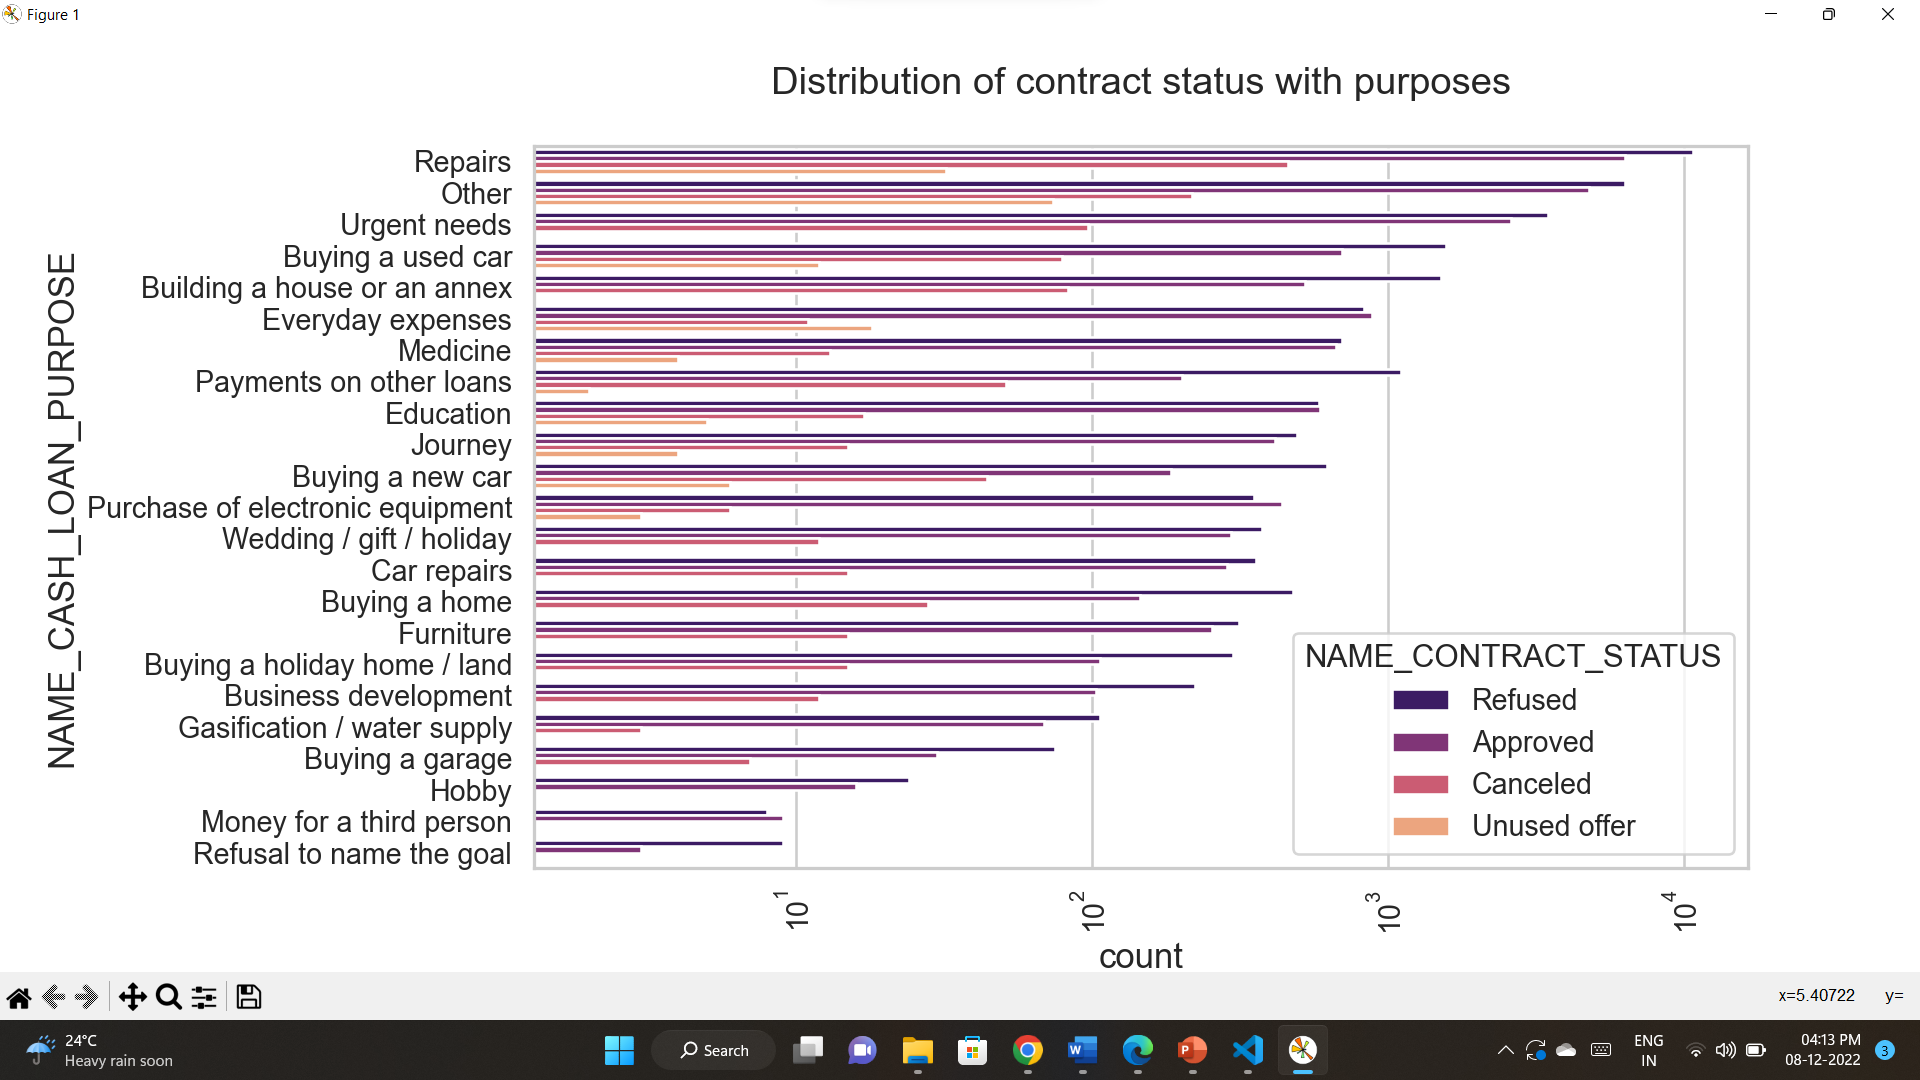 Figure 1
Distribution of contract status with purposes
NAME_CASH_LOAN_PURPOSE
Repairs
Other
Urgent needs
Buying a used car
Building a house or an annex
Everyday expenses
Medicine
Payments on other loans
Education
Journey
Buying a new car
Purchase of electronic equipment
Wedding / gift / holiday
Car repairs
Buying a home
Furniture
Buying a holiday home / land
Business development
Gasification / water supply
Buying a garage
Hobby
Money for a third person
Refusal to name the goal
NAME_CONTRACT_STATUS
Refused
Approved
Canceled
Unused offer
10^1 10^2 10^3 10^4
count
x=5.40722 y=
24°C
Heavy rain soon
Search
W
P
ENG
IN
04:13 PM
08-12-2022
3